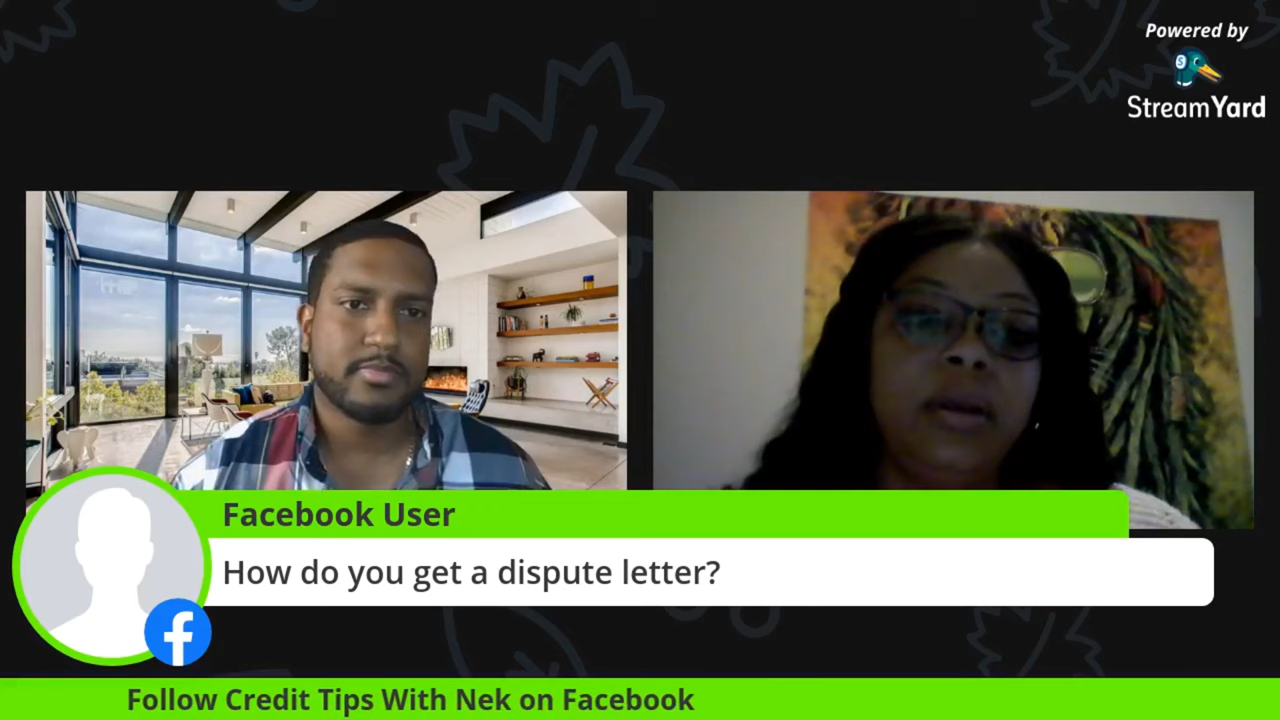 Powered by
StreamYard
Facebook User
How do you get a dispute letter?
Follow Credit Tips With Nek on Facebook